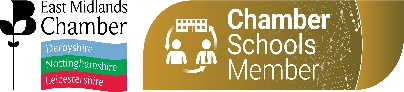 East Midlands
Chamber
Derbyshire
Nottinghamshire
Leicestershire
Chamber
Schools
Member